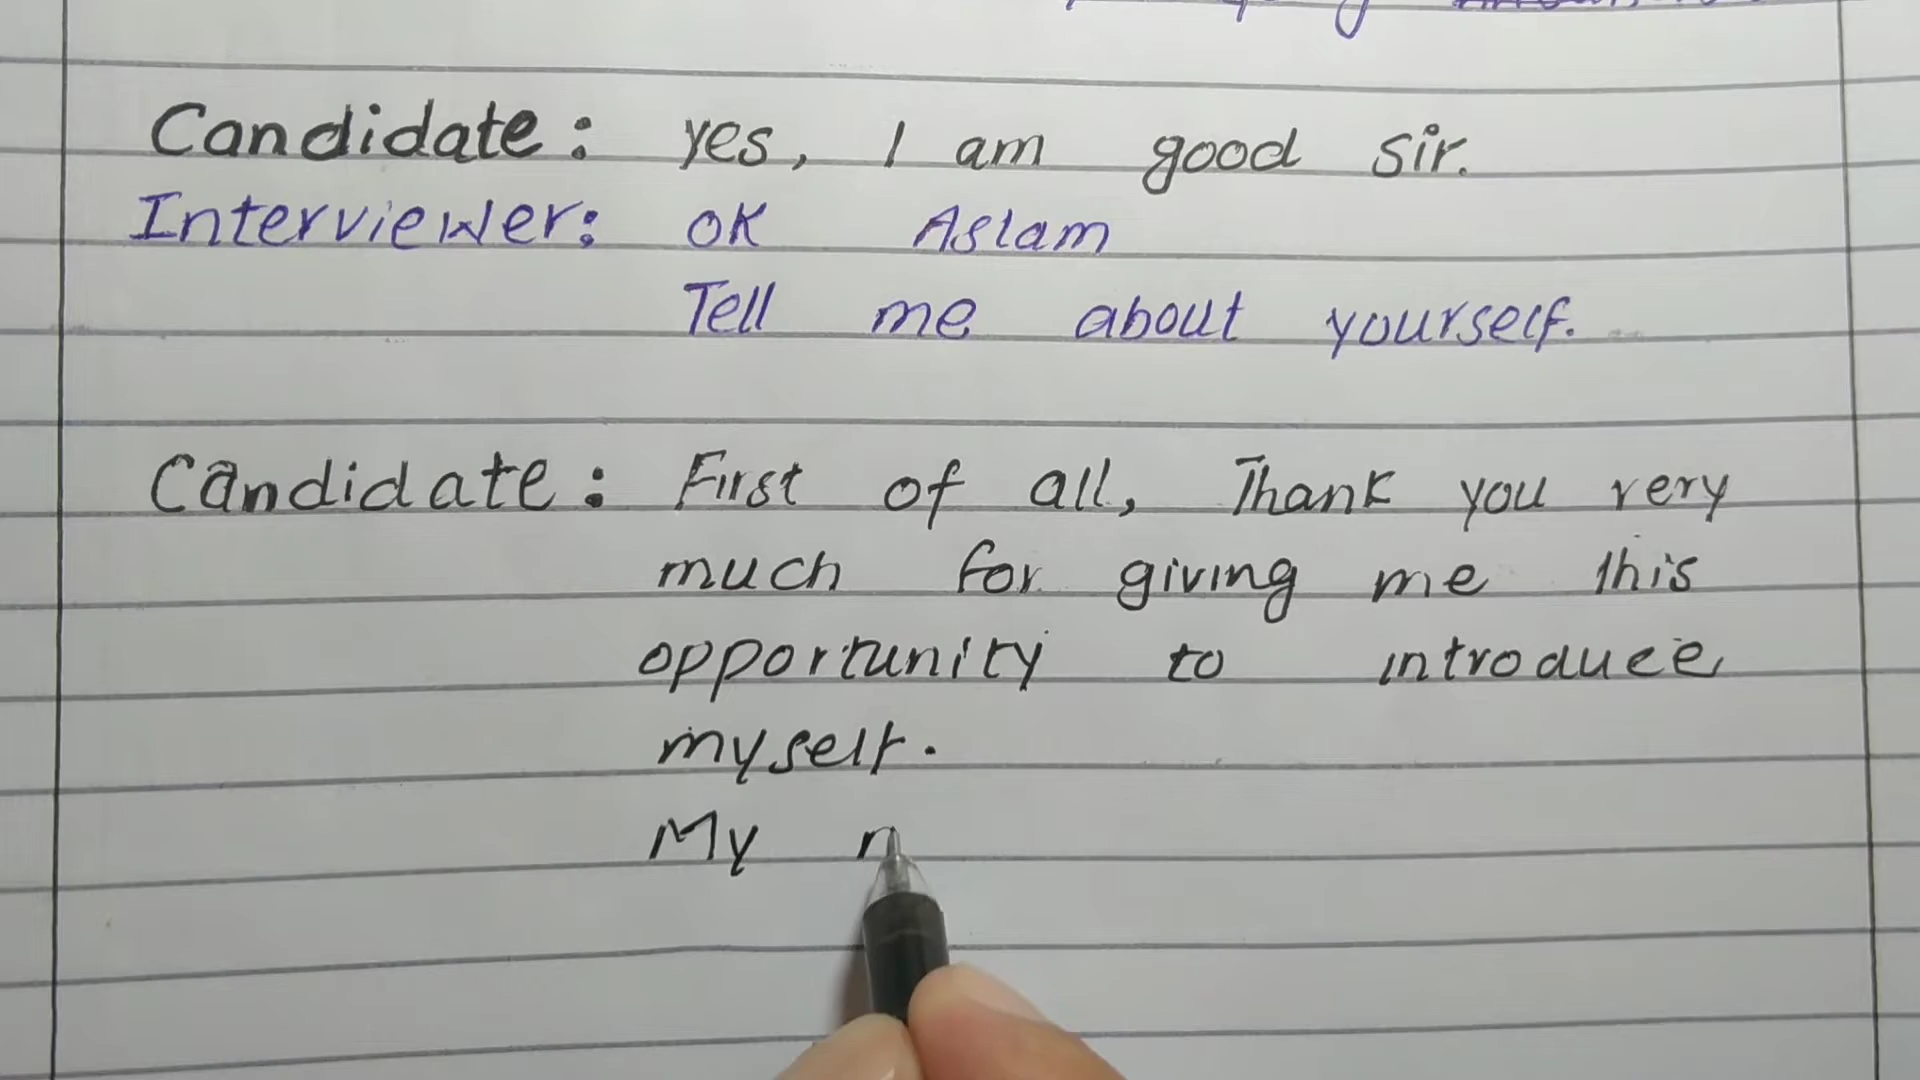 Candidate: yes, I am good sir.
Interviewer: OK Aslam
Tell me about yourself.
Candidate: First of all, Thank you very
much for giving me this
opportunity to introduce
myself.
My n